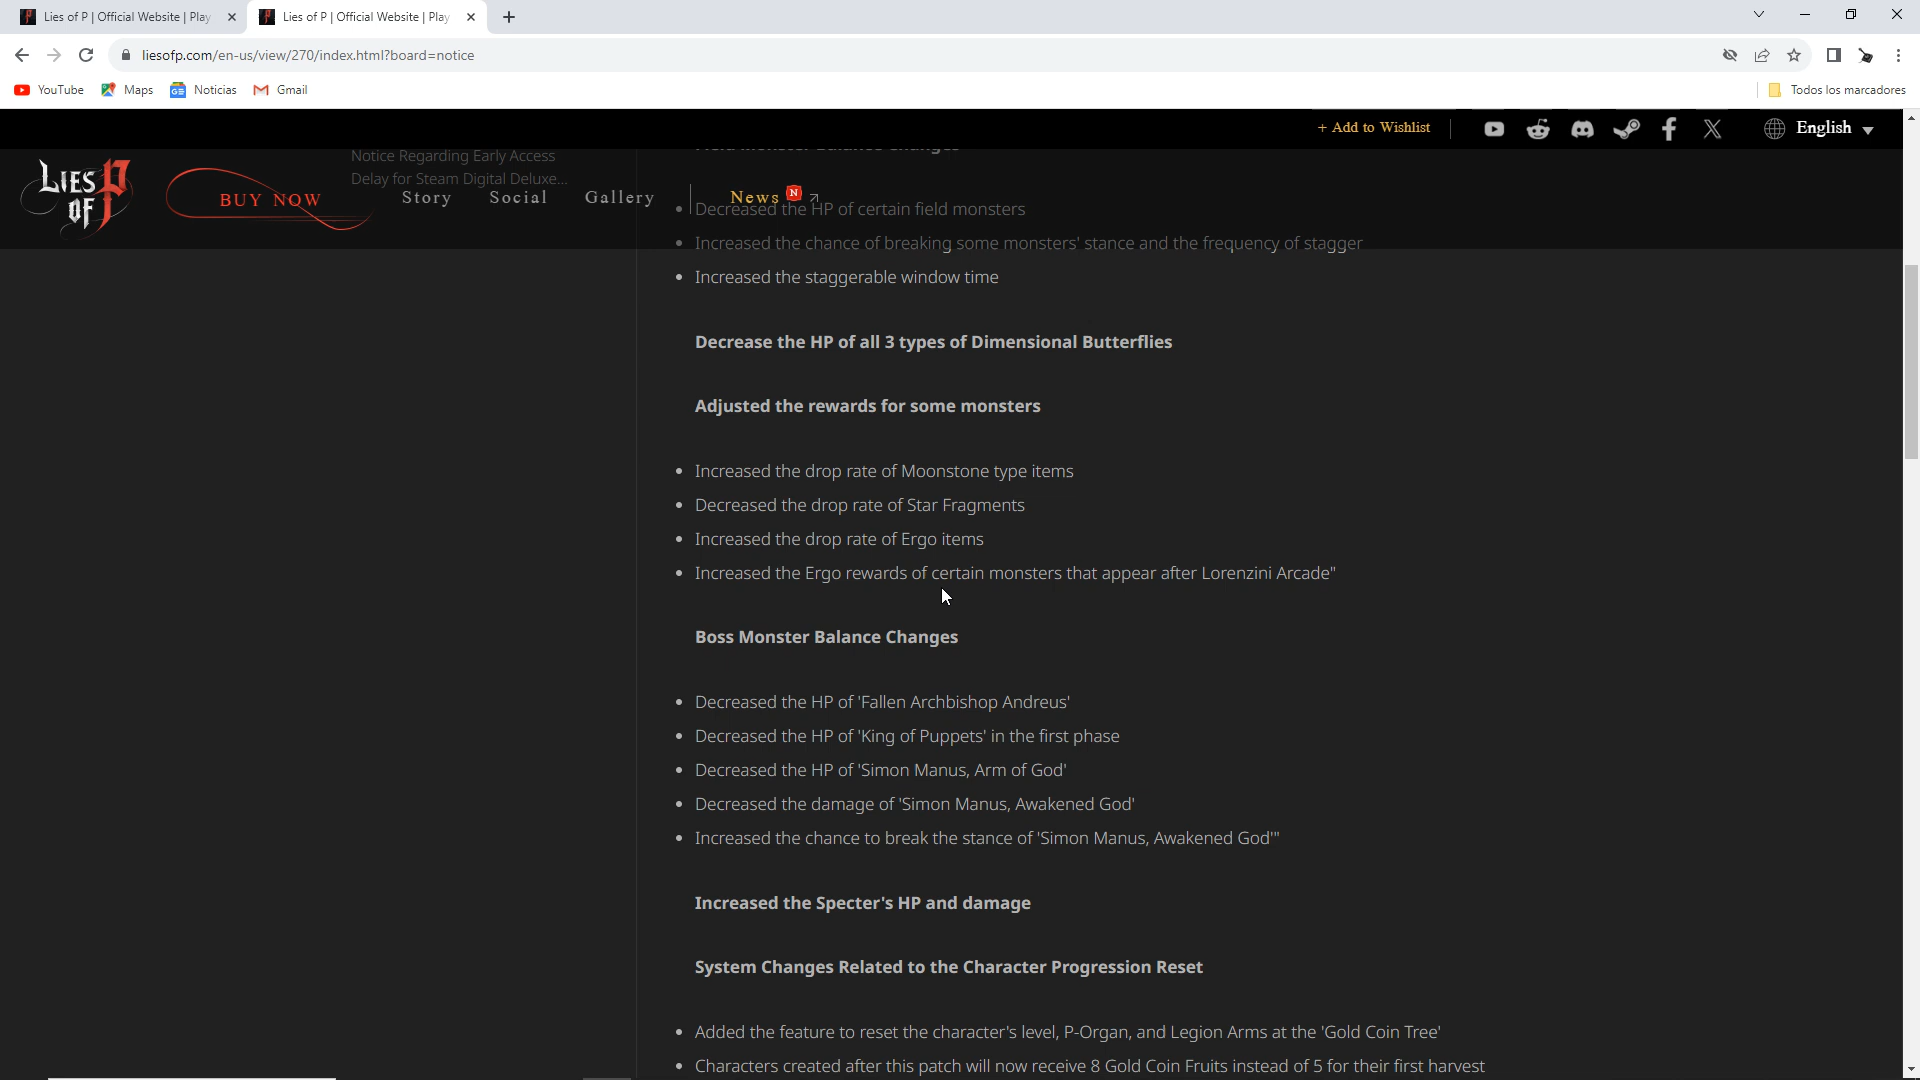 Lies of P | Official Website | Play
Lies of P | Official Website | Play
liesofp.com/en-us/view/270/index.html?board=notice
YouTube
Maps
Noticias
Gmail
Todos los marcadores
+ Add to Wishlist
English
Field Monster Balance Changes
Notice Regarding Early Access
Delay for Steam Digital Deluxe...
LIES OF P
BUY NOW
Story
Social
Gallery
News
N
• Decreased the HP of certain field monsters
• Increased the chance of breaking some monsters' stance and the frequency of stagger
• Increased the staggerable window time
Decrease the HP of all 3 types of Dimensional Butterflies
Adjusted the rewards for some monsters
• Increased the drop rate of Moonstone type items
• Decreased the drop rate of Star Fragments
• Increased the drop rate of Ergo items
• Increased the Ergo rewards of certain monsters that appear after Lorenzini Arcade"
Boss Monster Balance Changes
• Decreased the HP of 'Fallen Archbishop Andreus'
• Decreased the HP of 'King of Puppets' in the first phase
• Decreased the HP of 'Simon Manus, Arm of God'
• Decreased the damage of 'Simon Manus, Awakened God'
• Increased the chance to break the stance of 'Simon Manus, Awakened God'"
Increased the Specter's HP and damage
System Changes Related to the Character Progression Reset
• Added the feature to reset the character's level, P-Organ, and Legion Arms at the 'Gold Coin Tree'
• Characters created after this patch will now receive 8 Gold Coin Fruits instead of 5 for their first harvest